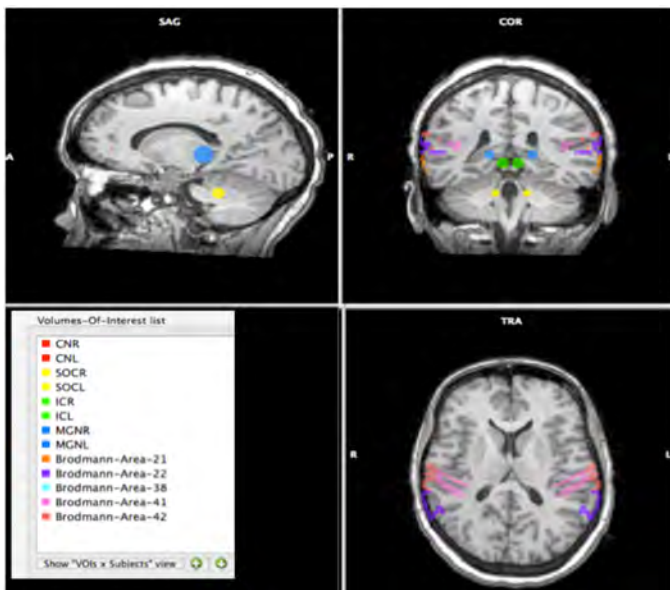 SAG
COR
A
P
R
L
Volumes-Of-Interest list
CNR
CNL
SOCR
SOCL
ICR
ICL
MGNR
MGNL
Brodmann-Area-21
Brodmann-Area-22
Brodmann-Area-38
Brodmann-Area-41
Brodmann-Area-42
Show "VOIs x Subjects" view
TRA
R
L